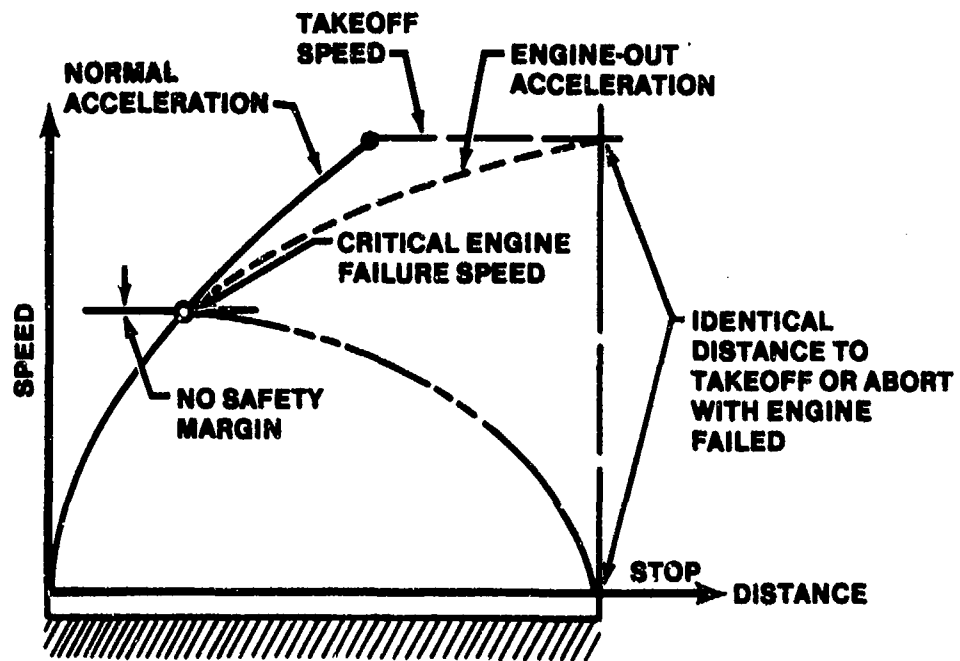 TAKEOFF
SPEED
ENGINE-OUT
ACCELERATION
NORMAL
ACCELERATION
CRITICAL ENGINE
FAILURE SPEED
SPEED
NO SAFETY
MARGIN
IDENTICAL
DISTANCE TO
TAKEOFF OR ABORT
WITH ENGINE
FAILED
STOP
DISTANCE